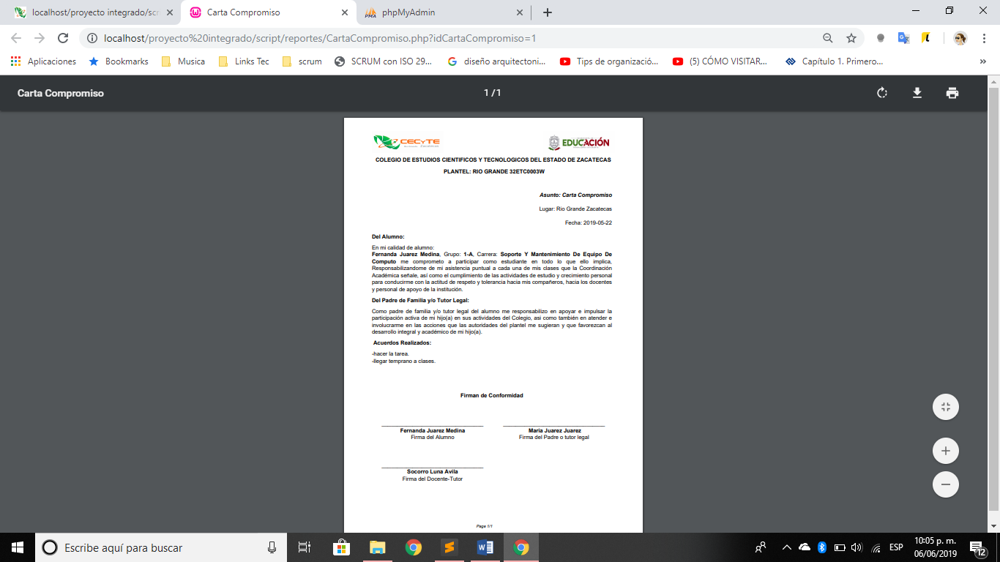 localhost/proyecto integrado/scri
Carta Compromiso
phpMyAdmin
localhost/proyecto%20integrado/script/reportes/CartaCompromiso.php?idCartaCompromiso=1
Aplicaciones
Bookmarks
Musica
Links Tec
scrum
SCRUM con ISO 29...
diseño arquitectoni...
Tips de organizació...
(5) CÓMO VISITAR...
Capítulo 1. Primero...
»
Carta Compromiso
1 / 1
CECyTE
Zacatecas
EDUCACIÓN
COLEGIO DE ESTUDIOS CIENTIFICOS Y TECNOLOGICOS DEL ESTADO DE ZACATECAS
PLANTEL: RIO GRANDE 32ETC0003W
Asunto: Carta Compromiso
Lugar: Rio Grande Zacatecas
Fecha: 2019-05-22
Del Alumno:
En mi calidad de alumno:
Fernanda Juarez Medina, Grupo: 1-A, Carrera: Soporte Y Mantenimiento De Equipo De
Computo me comprometo a participar como estudiante en todo lo que ello implica,
Responsabilizandome de mi asistencia puntual a cada una de mis clases que la Coordinación
Académica señale, así como el cumplimiento de las actividades de estudio y crecimiento personal
para conducirme con la actitud de respeto y tolerancia hacia mis compañeros, hacia los docentes
y personal de apoyo de la institución.
Del Padre de Familia y/o Tutor Legal:
Como padre de familia y/o tutor legal del alumno me responsabilizo en apoyar e impulsar la
participación activa de mi hijo(a) en sus actividades del Colegio, asi como también en atender e
involucrarme en las acciones que las autoridades del plantel me sugieran y que favorezcan al
desarrollo integral y académico de mi hijo(a).
Acuerdos Realizados:
-hacer la tarea.
-llegar temprano a clases.
Firman de Conformidad
Fernanda Juarez Medina
Firma del Alumno
Maria Juarez Juarez
Firma del Padre o tutor legal
Socorro Luna Avila
Firma del Docente-Tutor
Page 1/1
Escribe aquí para buscar
ESP
10:05 p. m.
06/06/2019
12